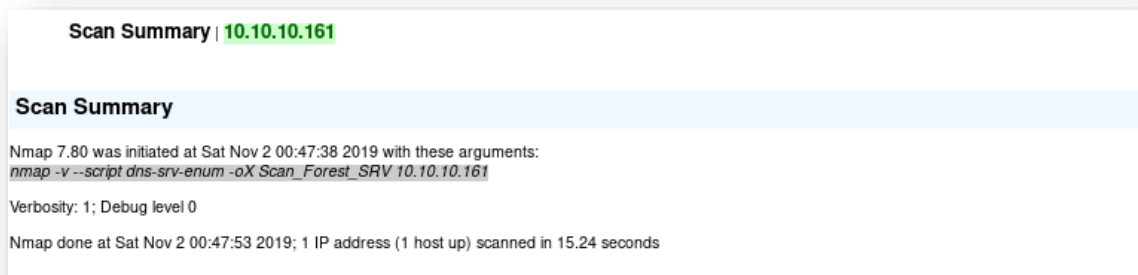 Scan Summary | 10.10.10.161
Scan Summary
Nmap 7.80 was initiated at Sat Nov 2 00:47:38 2019 with these arguments:
nmap -v --script dns-srv-enum -oX Scan_Forest_SRV 10.10.10.161
Verbosity: 1; Debug level 0
Nmap done at Sat Nov 2 00:47:53 2019; 1 IP address (1 host up) scanned in 15.24 seconds